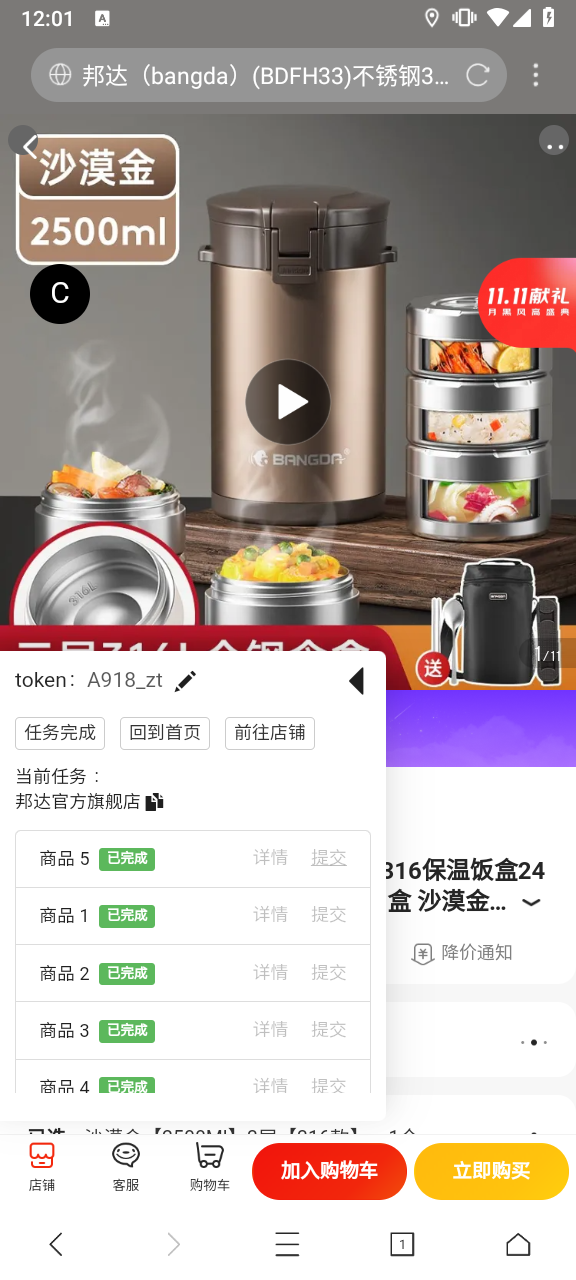 12:01
A
邦达（bangda）(BDFH33)不锈钢3...
沙漠金
2500ml
C
11.11献礼
月黑风高盛典
BANGDA
316L
送
1/11
token： A918_zt
任务完成 回到首页 前往店铺
当前任务：
邦达官方旗舰店
商品 5 已完成 详情 提交
商品 1 已完成 详情 提交
商品 2 已完成 详情 提交
商品 3 已完成 详情 提交
商品 4 已完成 详情 提交
316保温饭盒24
盒 沙漠金...
降价通知
店铺 客服 购物车 加入购物车 立即购买
1